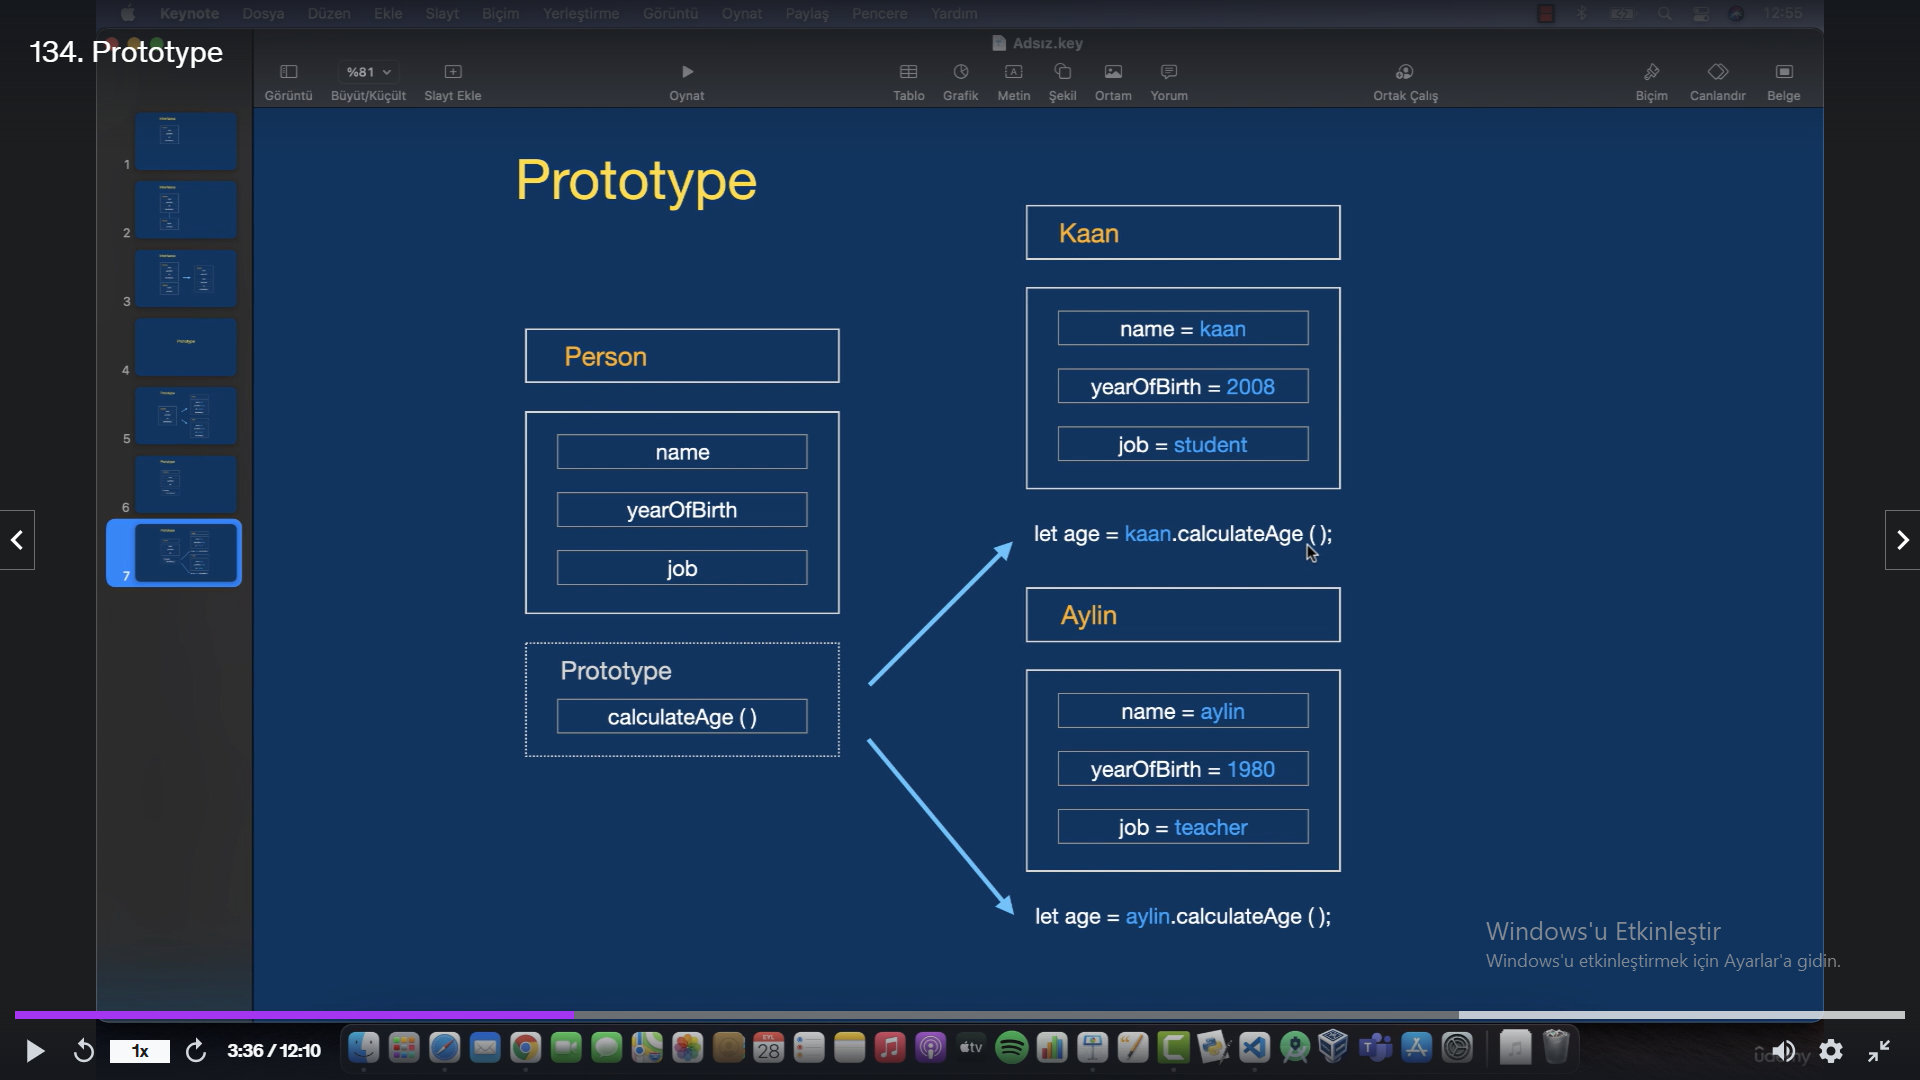 Keynote Dosya Düzen Ekle Slayt Biçim Yerleştirme Görüntü Oynat Paylaş Pencere Yardım 12:55
134. Prototype
Adsız.key
%81
Görüntü Büyüt/Küçült Slayt Ekle Oynat Tablo Grafik Metin Şekil Ortam Yorum Ortak Çalış Biçim Canlandır Belge
1
2
3
4
5
6
7
Prototype
Person
name
yearOfBirth
job
Prototype
calculateAge ( )
Kaan
name = kaan
yearOfBirth = 2008
job = student
let age = kaan.calculateAge ( );
Aylin
name = aylin
yearOfBirth = 1980
job = teacher
let age = aylin.calculateAge ( );
Windows'u Etkinleştir
Windows'u etkinleştirmek için Ayarlar'a gidin.
1x
3:36 / 12:10
28
tv
udemy